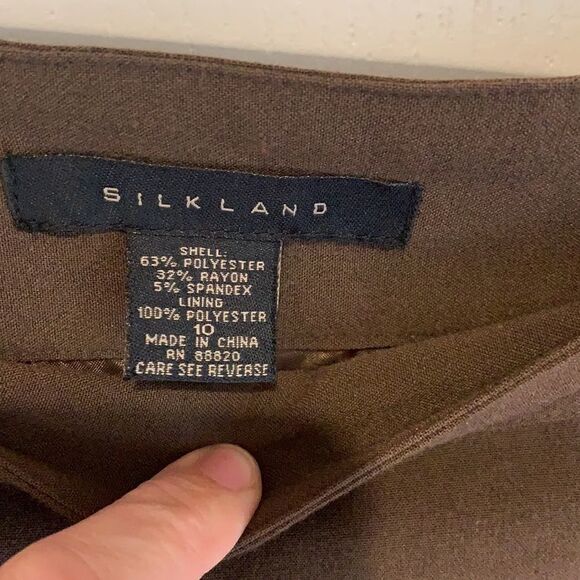 SILKLAND
SHELL:
63% POLYESTER
32% RAYON
5% SPANDEX
LINING
100% POLYESTER
10
MADE IN CHINA
RN 88820
CARE SEE REVERSE